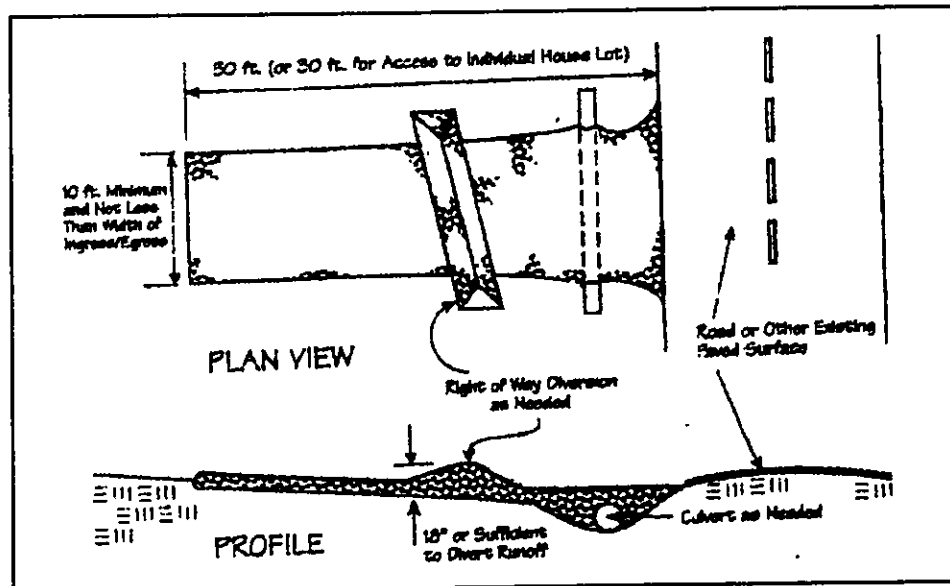 50 ft. (or 30 ft. for Access to Individual House Lot)
10 ft. Minimum
and Not Less
Than Width of
Ingress/Egress
PLAN VIEW
Road or Other Existing
Paved Surface
Right of Way Diversion
as Needed
Culvert as Needed
18" or Sufficient
to Divert Runoff
PROFILE